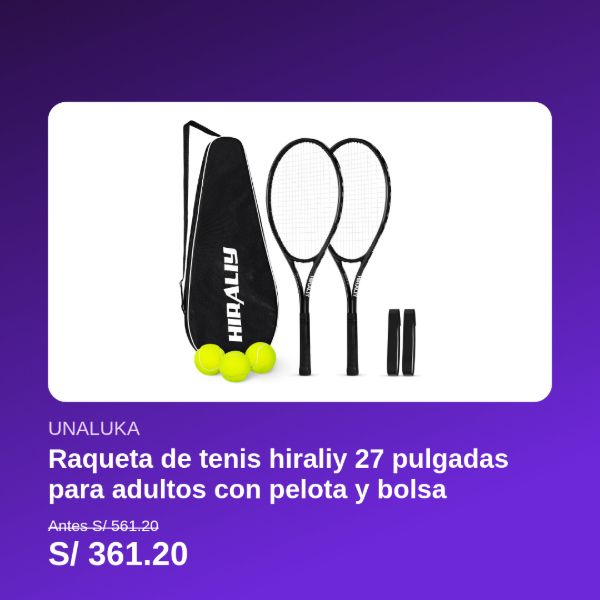 HIRALIY
UNALUKA
Raqueta de tenis hiraliy 27 pulgadas
para adultos con pelota y bolsa
Antes S/ 561.20
S/ 361.20